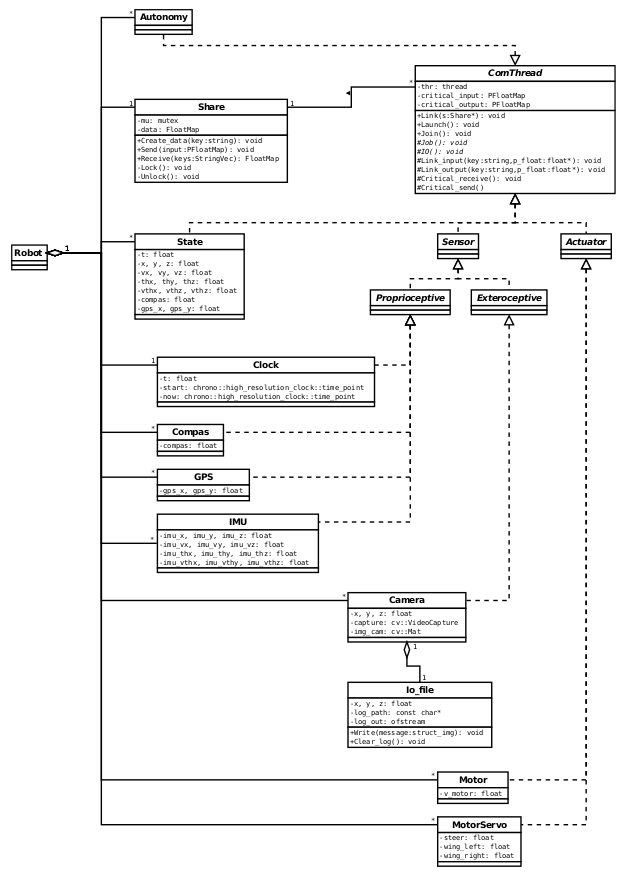 *
Autonomy
ComThread
-thr: thread
-critical_input: PFloatMap
-critical_output: PFloatMap
+Link(s:Share*): void
+Launch(): void
+Join(): void
#Job(): void
#IO(): void
#Link_input(key:string,p_float:float*): void
#Link_output(key:string,p_float:float*): void
#Critical_receive(): void
#Critical_send()
*
1
Share
1
-mu: mutex
-data: FloatMap
+Create_data(key:string): void
+Send(input:PFloatMap): void
+Receive(keys:StringVec): FloatMap
-Lock(): void
-Unlock(): void
Robot
1
*
State
-t: float
-x, y, z: float
-vx, vy, vz: float
-thx, thy, thz: float
-vthx, vthz, vthz: float
-compas: float
-gps_x, gps_y: float
Sensor
Actuator
Proprioceptive
Exteroceptive
1
Clock
-t: float
-start: chrono::high_resolution_clock::time_point
-now: chrono::high_resolution_clock::time_point
*
Compas
-compas: float
*
GPS
-gps_x, gps_y: float
*
IMU
-imu_x, imu_y, imu_z: float
-imu_vx, imu_vy, imu_vz: float
-imu_thx, imu_thy, imu_thz: float
-imu_vthx, imu_vthy, imu_vthz: float
*
Camera
-x, y, z: float
-capture: cv::VideoCapture
-img_cam: cv::Mat
1
1
Io_file
-x, y, z: float
-log_path: const char*
-log_out: ofstream
+Write(message:struct_img): void
+Clear_log(): void
*
Motor
-v_motor: float
*
MotorServo
-steer: float
-wing_left: float
-wing_right: float